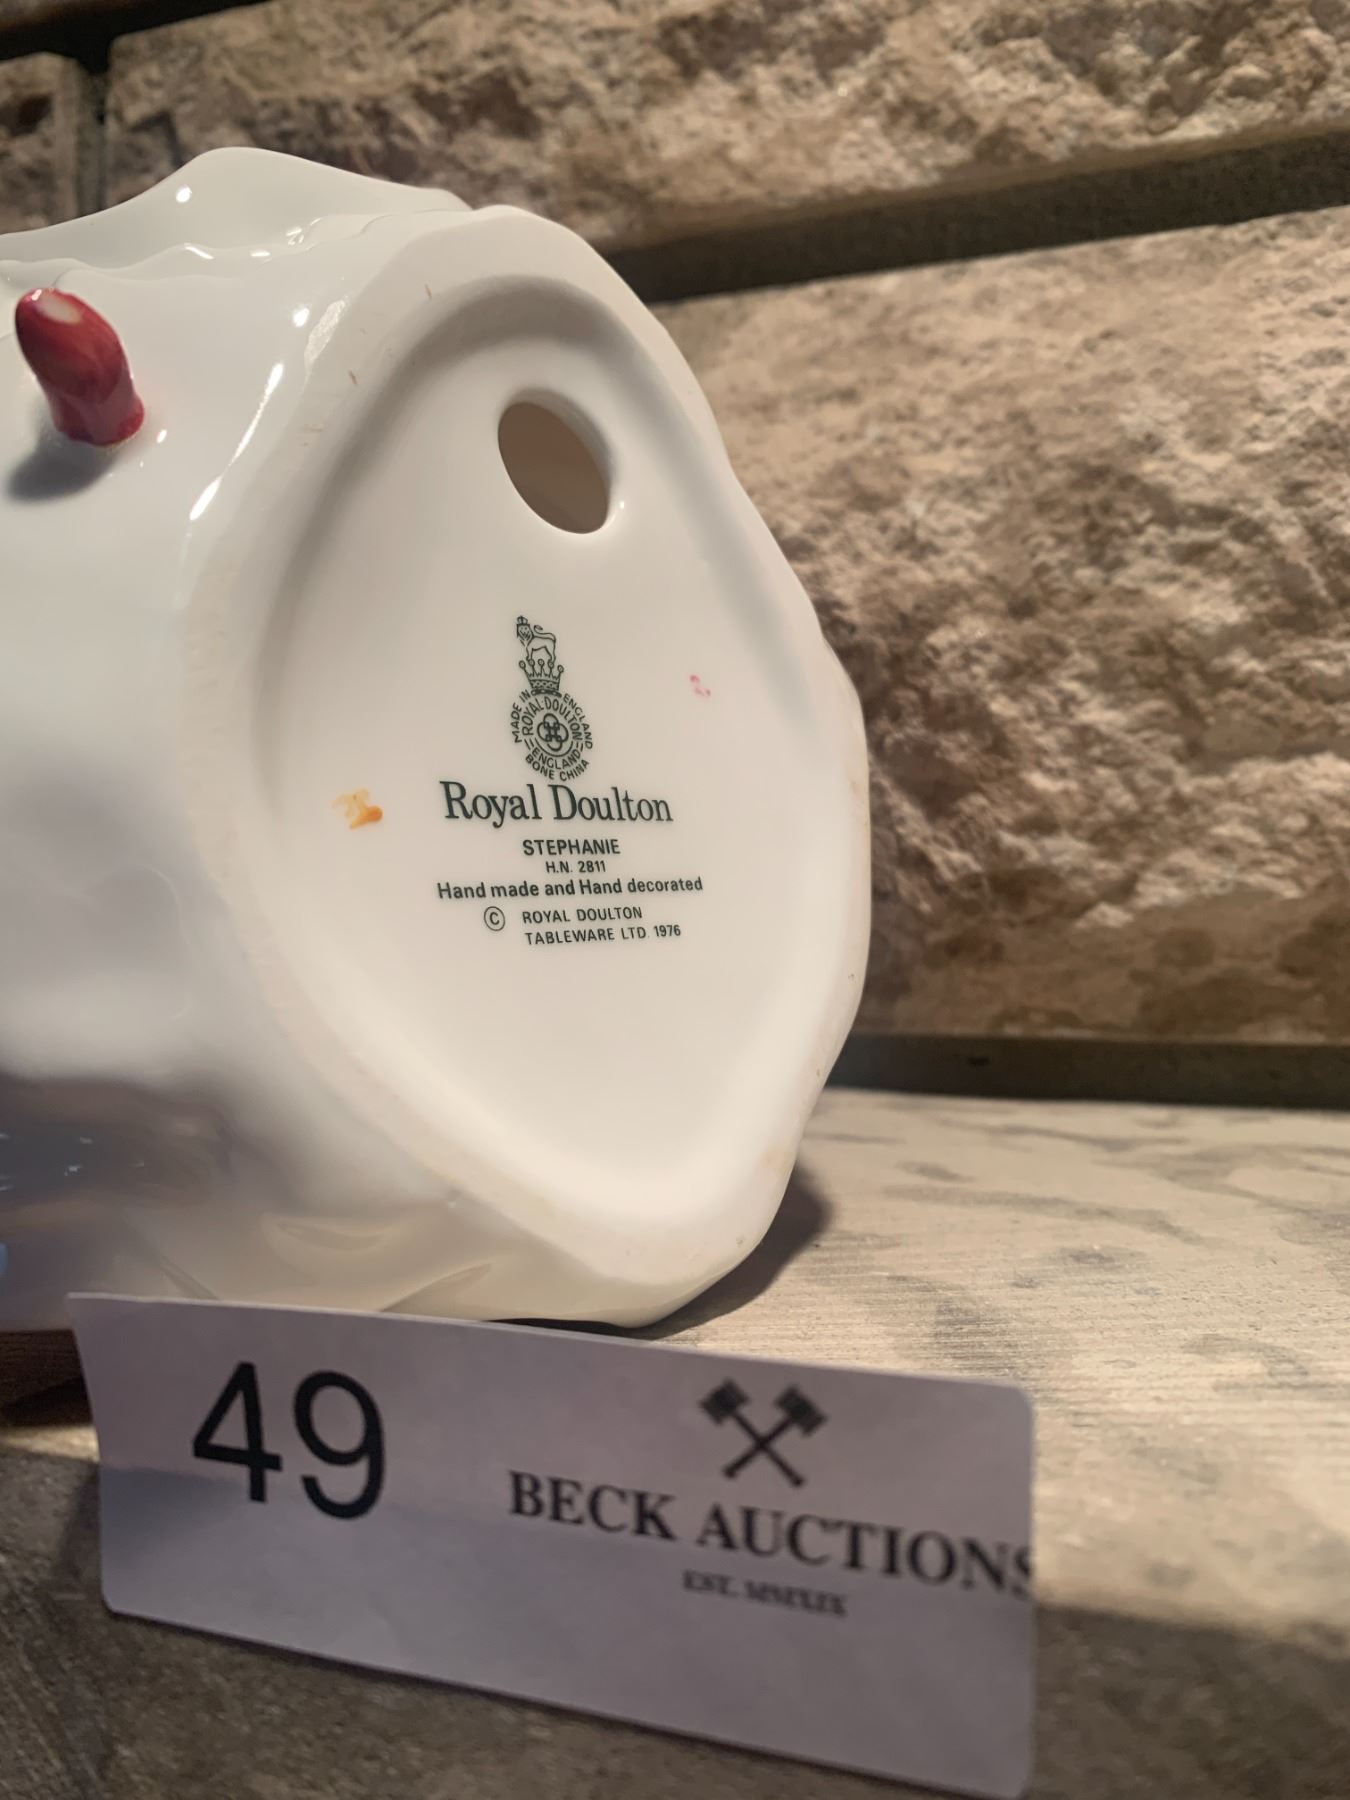 MADE IN ENGLAND
ROYAL DOULTON
ENGLAND
BONE CHINA
Royal Doulton
STEPHANIE
H.N. 2811
Hand made and Hand decorated
© ROYAL DOULTON
TABLEWARE LTD. 1976
49
BECK AUCTIONS
EST.